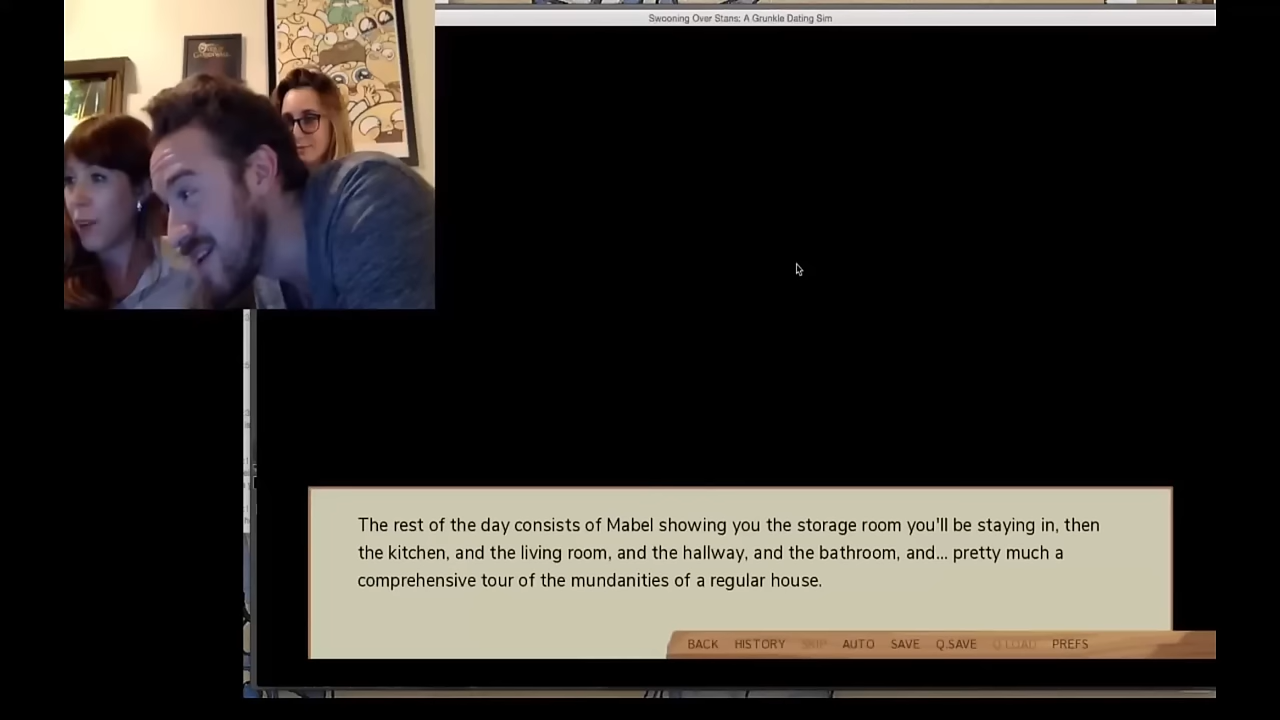 Swooning Over Stans: A Grunkle Dating Sim
The rest of the day consists of Mabel showing you the storage room you'll be staying in, then
the kitchen, and the living room, and the hallway, and the bathroom, and... pretty much a
comprehensive tour of the mundanities of a regular house.
BACK HISTORY SKIP AUTO SAVE Q.SAVE Q.LOAD PREFS